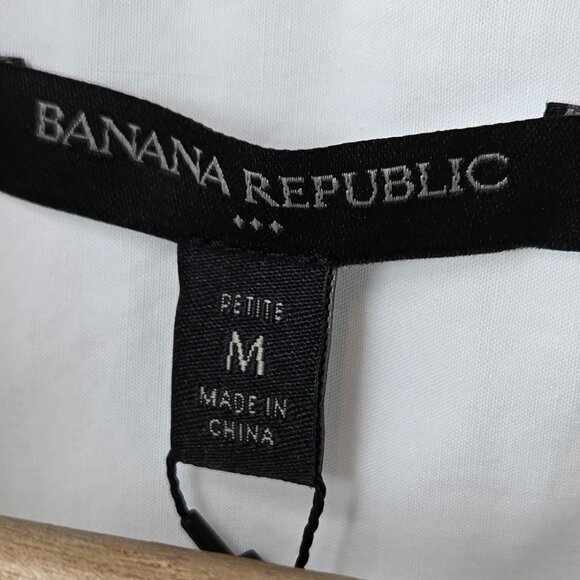 BANANA REPUBLIC
PETITE
M
MADE IN
CHINA